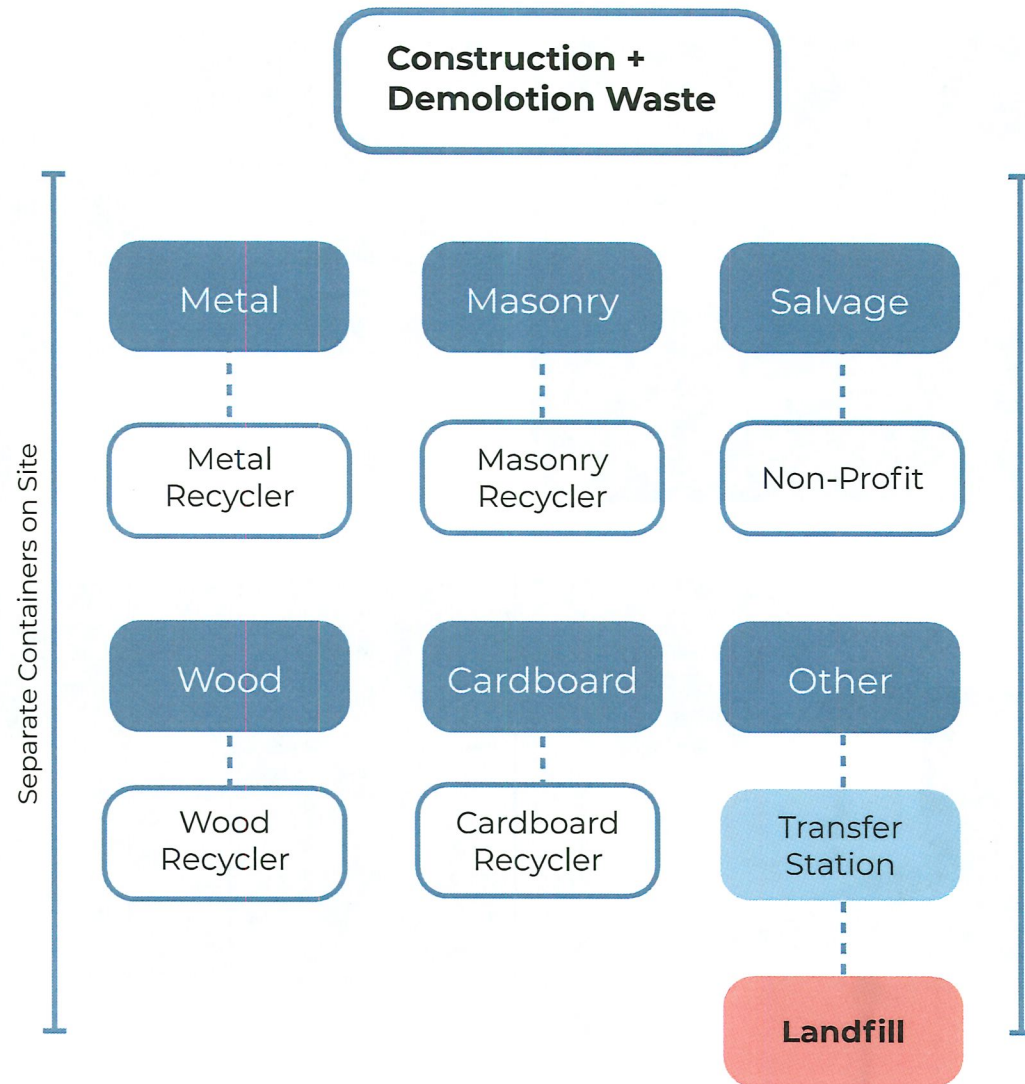 Construction +
Demolotion Waste
Separate Containers on Site
Metal
Masonry
Salvage
Metal
Recycler
Masonry
Recycler
Non-Profit
Wood
Cardboard
Other
Wood
Recycler
Cardboard
Recycler
Transfer
Station
Landfill